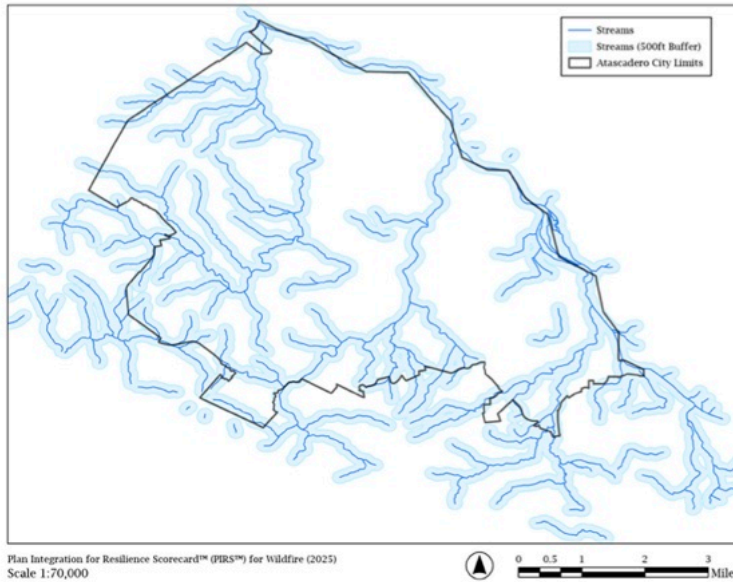 Streams
Streams (500ft Buffer)
Atascadero City Limits
Plan Integration for Resilience Scorecard™ (PIRS™) for Wildfire (2025)
Scale 1:70,000
0 0.5 1 2 3
Mile